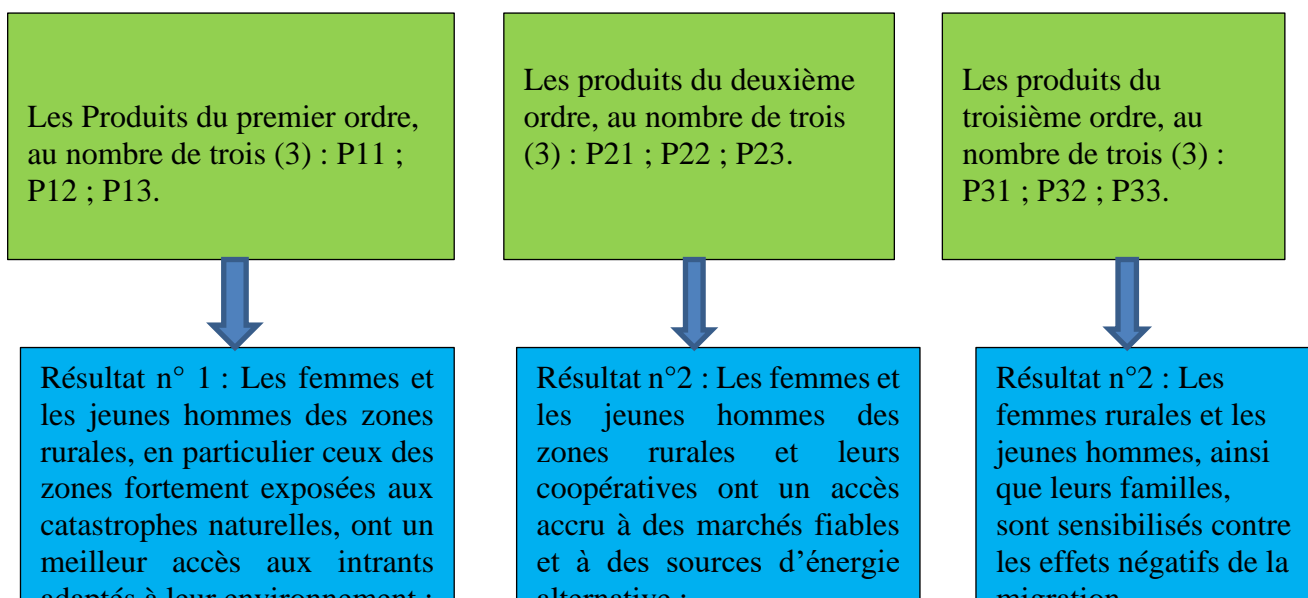 Les Produits du premier ordre,
au nombre de trois (3) : P11 ;
P12 ; P13.
Les produits du deuxième
ordre, au nombre de trois
(3) : P21 ; P22 ; P23.
Les produits du
troisième ordre, au
nombre de trois (3) :
P31 ; P32 ; P33.
Résultat n° 1 : Les femmes et
les jeunes hommes des zones
rurales, en particulier ceux des
zones fortement exposées aux
catastrophes naturelles, ont un
meilleur accès aux intrants
adaptés à leur environnement ;
Résultat n°2 : Les femmes et
les jeunes hommes des
zones rurales et leurs
coopératives ont un accès
accru à des marchés fiables
et à des sources d’énergie
alternative ;
Résultat n°2 : Les
femmes rurales et les
jeunes hommes, ainsi
que leurs familles,
sont sensibilisés contre
les effets négatifs de la
migration